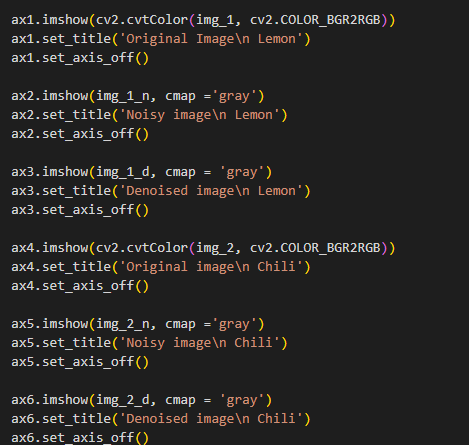 ax1.imshow(cv2.cvtColor(img_1, cv2.COLOR_BGR2RGB))
ax1.set_title('Original Image\n Lemon')
ax1.set_axis_off()

ax2.imshow(img_1_n, cmap ='gray')
ax2.set_title('Noisy image\n Lemon')
ax2.set_axis_off()

ax3.imshow(img_1_d, cmap = 'gray')
ax3.set_title('Denoised image\n Lemon')
ax3.set_axis_off()

ax4.imshow(cv2.cvtColor(img_2, cv2.COLOR_BGR2RGB))
ax4.set_title('Original image\n Chili')
ax4.set_axis_off()

ax5.imshow(img_2_n, cmap ='gray')
ax5.set_title('Noisy image\n Chili')
ax5.set_axis_off()

ax6.imshow(img_2_d, cmap = 'gray')
ax6.set_title('Denoised image\n Chili')
ax6.set_axis_off()